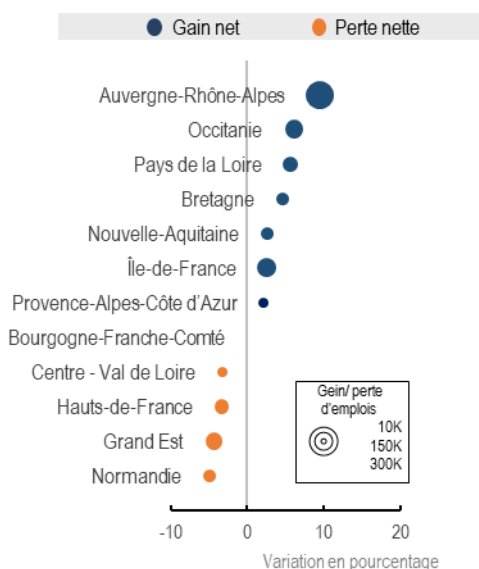 Gain net
Perte nette
Auvergne-Rhône-Alpes
Occitanie
Pays de la Loire
Bretagne
Nouvelle-Aquitaine
Île-de-France
Provence-Alpes-Côte d'Azur
Bourgogne-Franche-Comté
Centre - Val de Loire
Hauts-de-France
Grand Est
Normandie
Gein/ perte
d'emplois
10K
150K
300K
-10 0 10 20
Variation en pourcentage